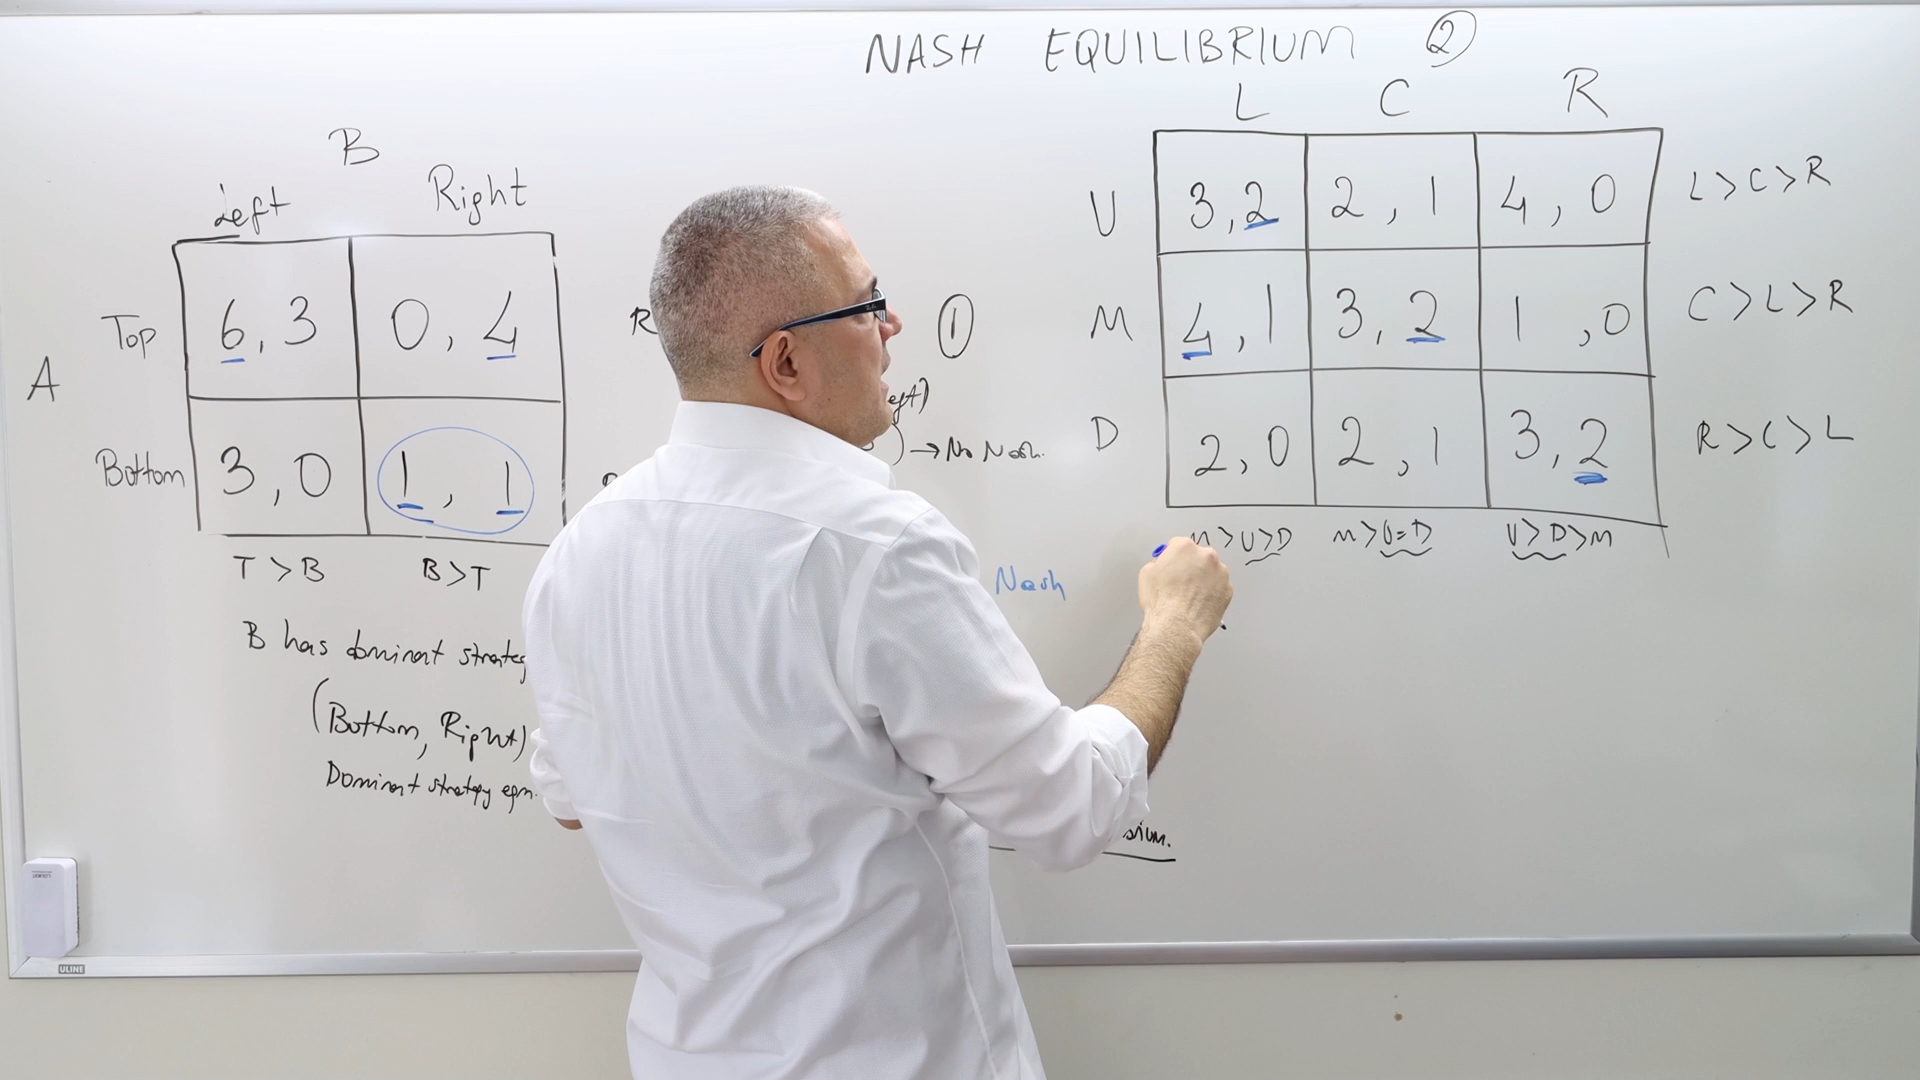 NASH EQUILIBRIUM 2
B
Left Right
A
Top 6, 3 0, 4
Bottom 3, 0 1, 1
T > B B > T
B has dominant
(Bottom, Right)
Dominant strategy eqm.
R
1
→ No Nash.
Nash
L C R
U 3, 2 2, 1 4, 0 L > C > R
M 4, 1 3, 2 1, 0 C > L > R
D 2, 0 2, 1 3, 2 R > C > L
M > U > D M > U = D U > D > M
ULINE